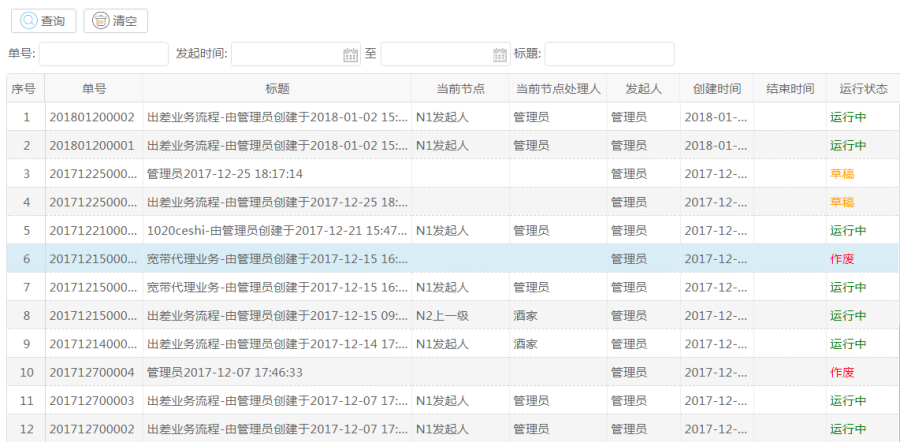 查询 清空
单号: 发起时间: 至 标题:
序号 单号 标题 当前节点 当前节点处理人 发起人 创建时间 结束时间 运行状态
1 201801200002 出差业务流程-由管理员创建于2018-01-02 15:... N1发起人 管理员 管理员 2018-01-... 运行中
2 201801200001 出差业务流程-由管理员创建于2018-01-02 15:... N1发起人 管理员 管理员 2018-01-... 运行中
3 20171225000... 管理员2017-12-25 18:17:14 管理员 2017-12-... 草稿
4 20171225000... 出差业务流程-由管理员创建于2017-12-25 18:... 管理员 2017-12-... 草稿
5 20171221000... 1020ceshi-由管理员创建于2017-12-21 15:47... N1发起人 管理员 管理员 2017-12-... 运行中
6 20171215000... 宽带代理业务-由管理员创建于2017-12-15 16:... 管理员 2017-12-... 作废
7 20171215000... 宽带代理业务-由管理员创建于2017-12-15 16:... N1发起人 管理员 管理员 2017-12-... 运行中
8 20171215000... 出差业务流程-由管理员创建于2017-12-15 09:... N2上一级 酒家 管理员 2017-12-... 运行中
9 20171214000... 出差业务流程-由管理员创建于2017-12-14 17:... N1发起人 酒家 管理员 2017-12-... 运行中
10 201712700004 管理员2017-12-07 17:46:33 管理员 2017-12-... 作废
11 201712700003 出差业务流程-由管理员创建于2017-12-07 17:... N1发起人 管理员 管理员 2017-12-... 运行中
12 201712700002 出差业务流程-由管理员创建于2017-12-07 17:... N1发起人 管理员 管理员 2017-12-... 运行中